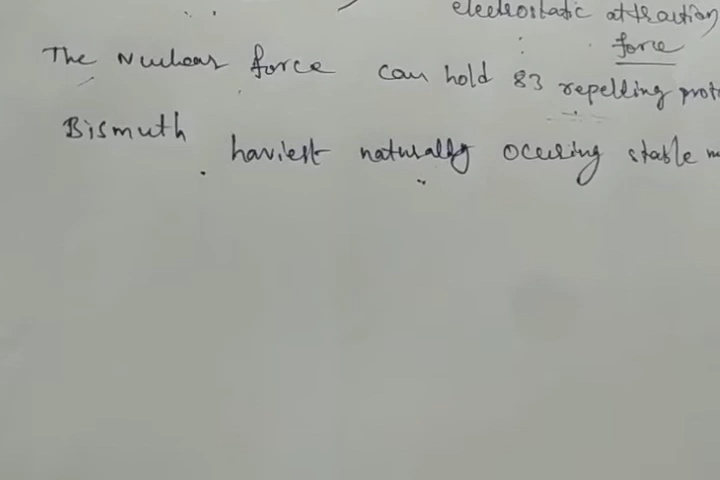 electrostatic attraction
force
The Nuclear force can hold 83 repelling prot
Bismuth haviest naturally occuring stable